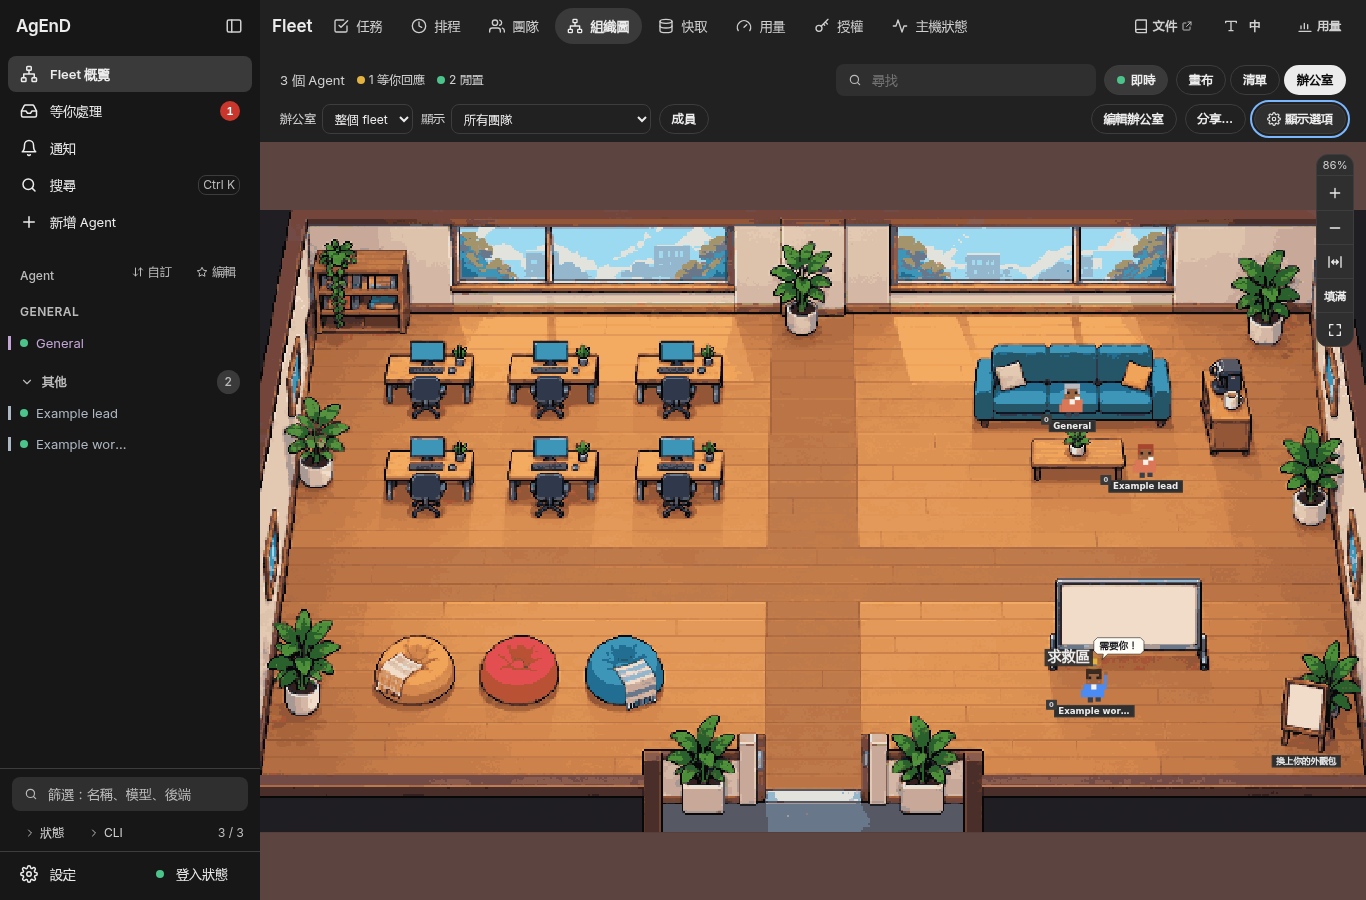 AgEnD
Fleet 概覽
等你處理
1
通知
搜尋
Ctrl K
新增 Agent
Agent
自訂
編輯
GENERAL
General
其他
2
Example lead
Example wor...
篩選：名稱、模型、後端
狀態
CLI
3 / 3
設定
登入狀態
Fleet
任務
排程
團隊
組織圖
快取
用量
授權
主機狀態
文件
中
用量
3 個 Agent
1 等你回應
2 閒置
尋找
即時
畫布
清單
辦公室
辦公室
整個 fleet
顯示
所有團隊
成員
編輯辦公室
分享...
顯示選項
86%
填滿
General
Example lead
需要你！
求救區
Example wor...
換上你的外觀包